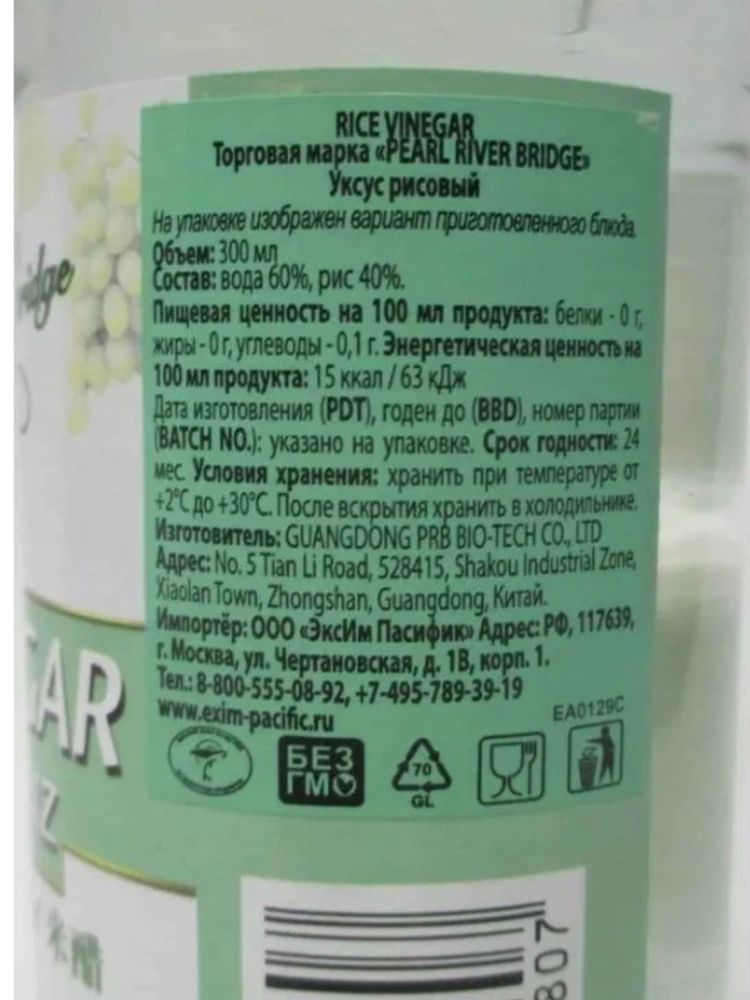 RICE VINEGAR
Торговая марка «PEARL RIVER BRIDGE»
Уксус рисовый
На упаковке изображен вариант приготовленного блюда.
Объем: 300 мл
Состав: вода 60%, рис 40%.
Пищевая ценность на 100 мл продукта: белки - 0 г,
жиры - 0 г, углеводы - 0,1 г. Энергетическая ценность на
100 мл продукта: 15 ккал / 63 кДж
Дата изготовления (PDT), годен до (BBD), номер партии
(BATCH NO.): указано на упаковке. Срок годности: 24
мес. Условия хранения: хранить при температуре от
+2°С до +30°С. После вскрытия хранить в холодильнике.
Изготовитель: GUANGDONG PRB BIO-TECH CO., LTD
Адрес: No. 5 Tian Li Road, 528415, Shakou Industrial Zone,
Xiaolan Town, Zhongshan, Guangdong, Китай.
Импортёр: ООО «ЭксИм Пасифик» Адрес: РФ, 117639,
г. Москва, ул. Чертановская, д. 1В, корп. 1.
Тел.: 8-800-555-08-92, +7-495-789-39-19
www.exim-pacific.ru
EA0129C
БЕЗ
ГМО
70
GL
idge
GAR
Z
米醋
807